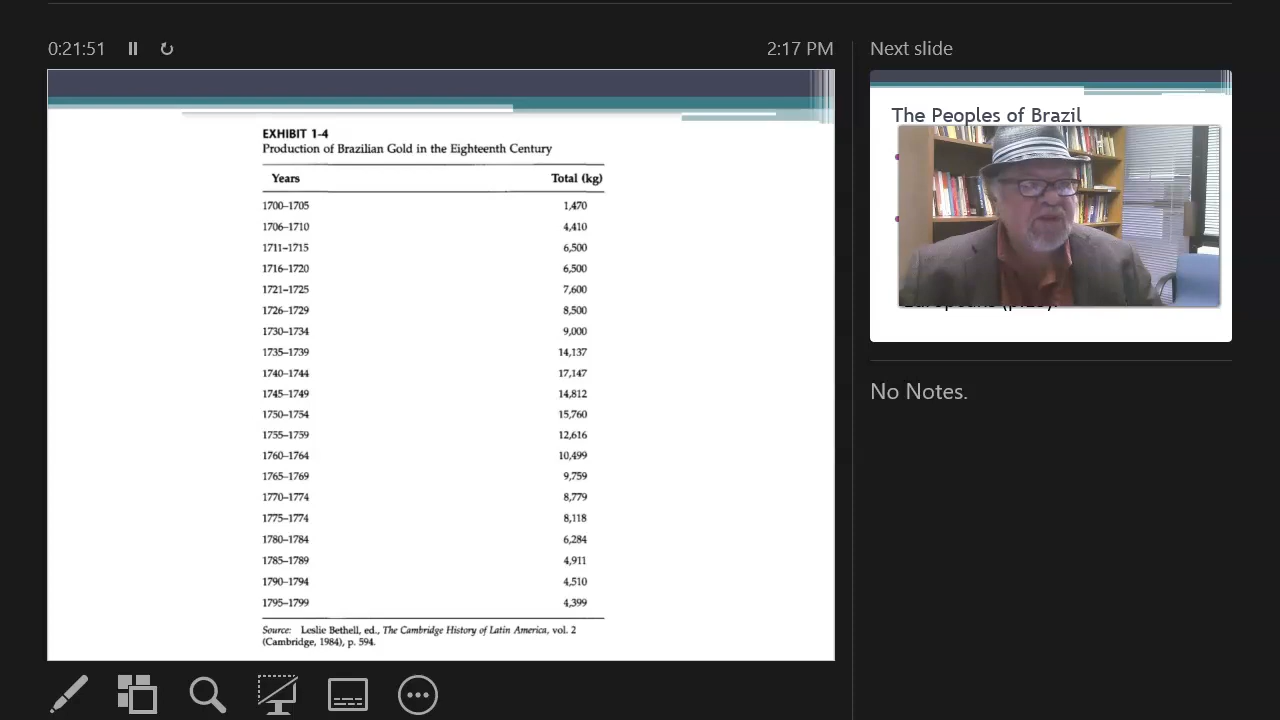 0:21:51
2:17 PM
Next slide
EXHIBIT 1-4
Production of Brazilian Gold in the Eighteenth Century
Years Total (kg)
1700–1705 1,470
1706–1710 4,410
1711–1715 6,500
1716–1720 6,500
1721–1725 7,600
1726–1729 8,500
1730–1734 9,000
1735–1739 14,137
1740–1744 17,147
1745–1749 14,812
1750–1754 15,760
1755–1759 12,616
1760–1764 10,499
1765–1769 9,759
1770–1774 8,779
1775–1774 8,118
1780–1784 6,284
1785–1789 4,911
1790–1794 4,510
1795–1799 4,399
Source: Leslie Bethell, ed., The Cambridge History of Latin America, vol. 2
(Cambridge, 1984), p. 594.
The Peoples of Brazil
No Notes.